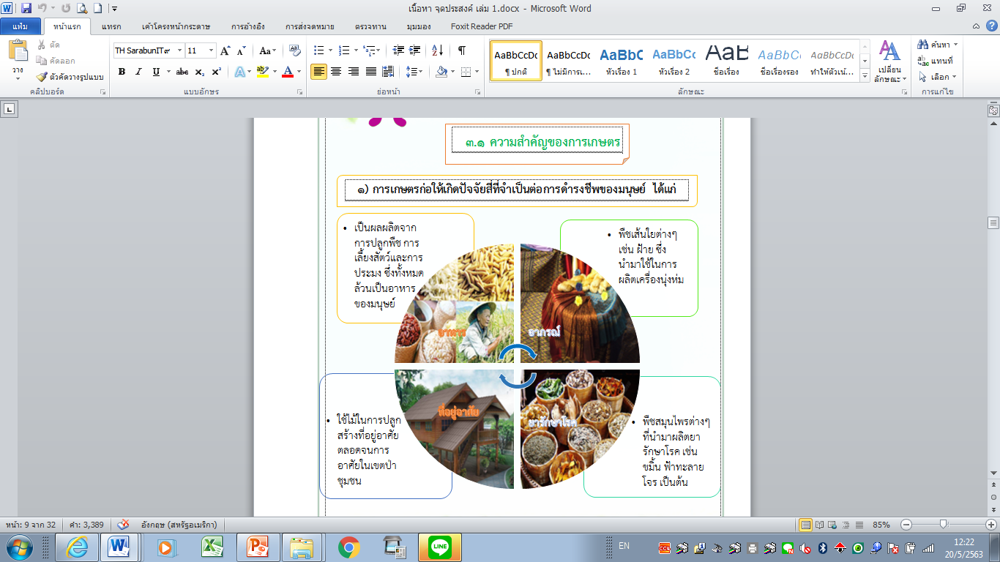 เนื้อหา จุดประสงค์ เล่ม 1.docx - Microsoft Word
แฟ้ม หน้าแรก แทรก เค้าโครงหน้ากระดาษ การอ้างอิง การส่งจดหมาย ตรวจทาน มุมมอง Foxit Reader PDF
วาง
ตัด
คัดลอก
ตัวคัดวางรูปแบบ
คลิปบอร์ด
TH SarabunIT๙ 11
แบบอักษร
ย่อหน้า
AaBbCcDc AaBbCcDc AaBbC AaBbCc AaB AaBbCc AaBbCcDc
¶ ปกติ ¶ ไม่มีการเ... หัวเรื่อง 1 หัวเรื่อง 2 ชื่อเรื่อง ชื่อเรื่องรอง ทำให้ตัวเน้...
ลักษณะ
เปลี่ยน
ลักษณะ
ค้นหา
แทนที่
เลือก
การแก้ไข
๓.๑ ความสำคัญของการเกษตร
๑) การเกษตรก่อให้เกิดปัจจัยสี่ที่จำเป็นต่อการดำรงชีพของมนุษย์ ได้แก่
• เป็นผลผลิตจาก
การปลูกพืช การ
เลี้ยงสัตว์และการ
ประมง ซึ่งทั้งหมด
ล้วนเป็นอาหาร
ของมนุษย์
• พืชเส้นใยต่างๆ
เช่น ฝ้าย ซึ่ง
นำมาใช้ในการ
ผลิตเครื่องนุ่งห่ม
อาหาร
อาภรณ์
ที่อยู่อาศัย
ยารักษาโรค
• ใช้ไม้ในการปลูก
สร้างที่อยู่อาศัย
ตลอดจนการ
อาศัยในเขตป่า
ชุมชน
• พืชสมุนไพรต่างๆ
ที่นำมาผลิตยา
รักษาโรค เช่น
ขมิ้น ฟ้าทะลาย
โจร เป็นต้น
หน้า: 9 จาก 32 คำ: 3,389 อังกฤษ (สหรัฐอเมริกา) 85%
EN
12:22
20/5/2563
LINE